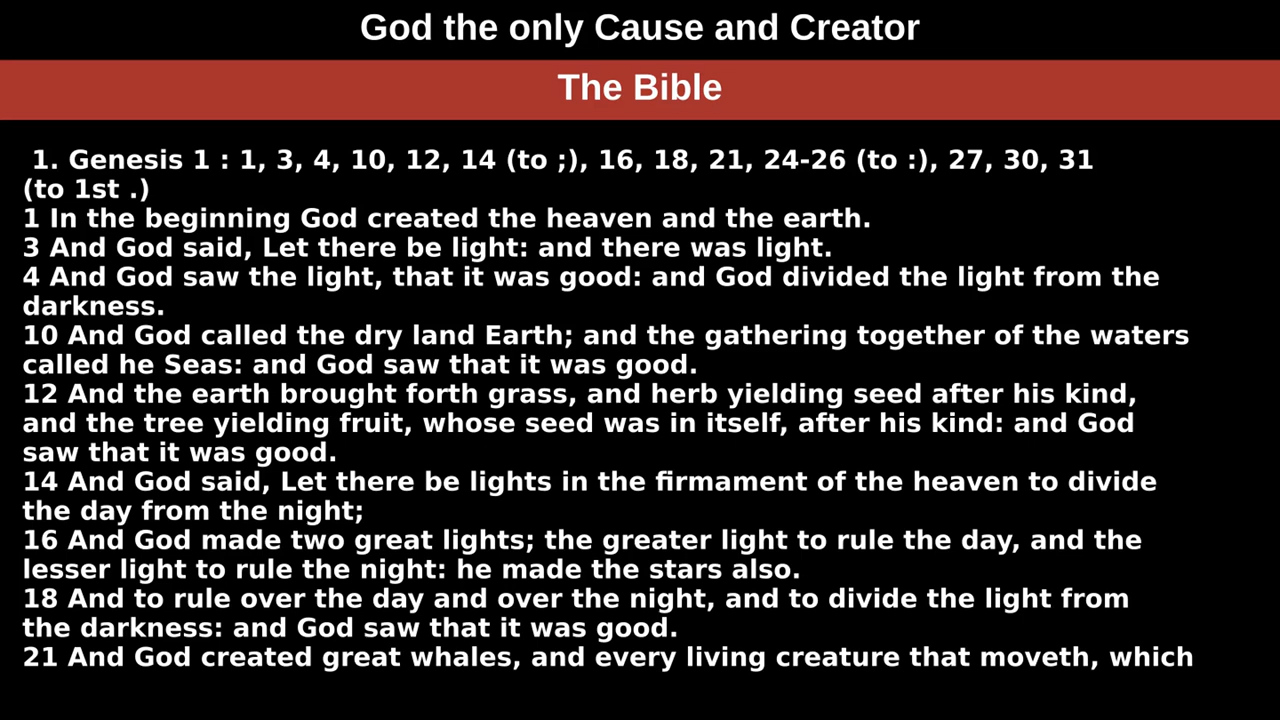 God the only Cause and Creator
The Bible
1. Genesis 1 : 1, 3, 4, 10, 12, 14 (to ;), 16, 18, 21, 24-26 (to :), 27, 30, 31
(to 1st .)
1 In the beginning God created the heaven and the earth.
3 And God said, Let there be light: and there was light.
4 And God saw the light, that it was good: and God divided the light from the
darkness.
10 And God called the dry land Earth; and the gathering together of the waters
called he Seas: and God saw that it was good.
12 And the earth brought forth grass, and herb yielding seed after his kind,
and the tree yielding fruit, whose seed was in itself, after his kind: and God
saw that it was good.
14 And God said, Let there be lights in the firmament of the heaven to divide
the day from the night;
16 And God made two great lights; the greater light to rule the day, and the
lesser light to rule the night: he made the stars also.
18 And to rule over the day and over the night, and to divide the light from
the darkness: and God saw that it was good.
21 And God created great whales, and every living creature that moveth, which